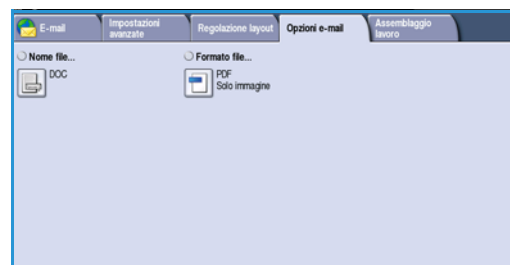 E-mail
Impostazioni
avanzate
Regolazione layout
Opzioni e-mail
Assemblaggio
lavoro
Nome file...
DOC
Formato file...
PDF
Solo immagine